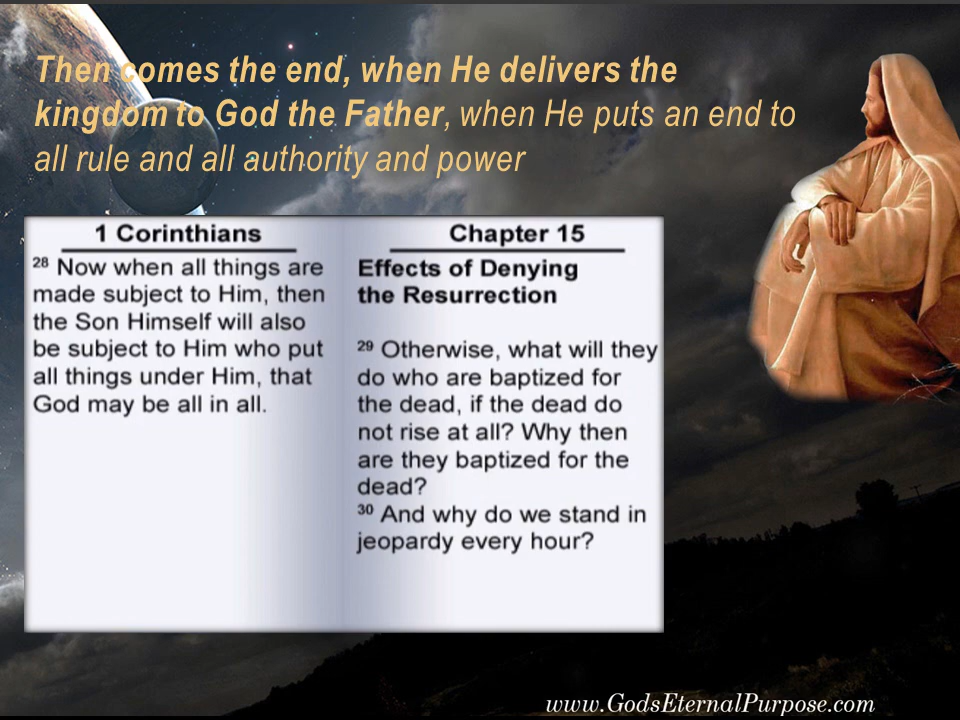 Then comes the end, when He delivers the
kingdom to God the Father, when He puts an end to
all rule and all authority and power
1 Corinthians
28 Now when all things are
made subject to Him, then
the Son Himself will also
be subject to Him who put
all things under Him, that
God may be all in all.
Chapter 15
Effects of Denying
the Resurrection
29 Otherwise, what will they
do who are baptized for
the dead, if the dead do
not rise at all? Why then
are they baptized for the
dead?
30 And why do we stand in
jeopardy every hour?
www.GodsEternalPurpose.com